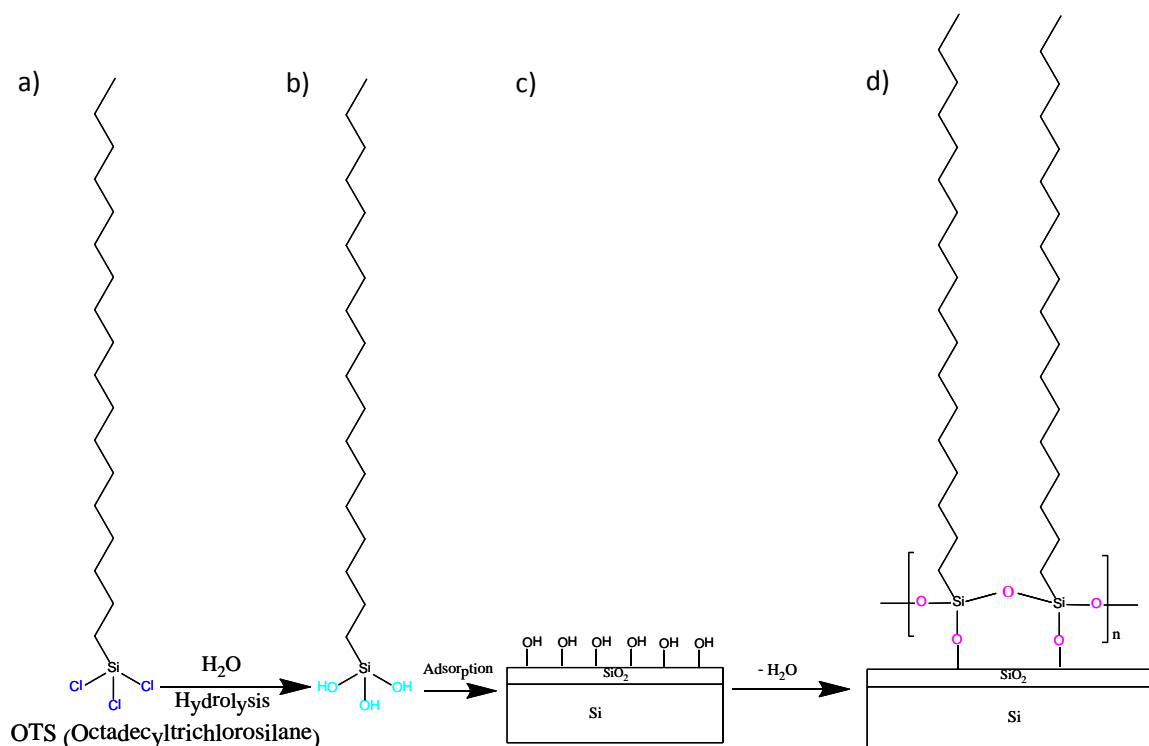 a)
b)
c)
d)
Si
Cl
Cl
Cl
OTS (Octadecyltrichlorosilane)
H2O
Hydrolysis
Si
HO
OH
OH
Adsorption
OH OH OH OH OH OH
SiO2
Si
- H2O
O Si O Si O
n
O O
SiO2
Si